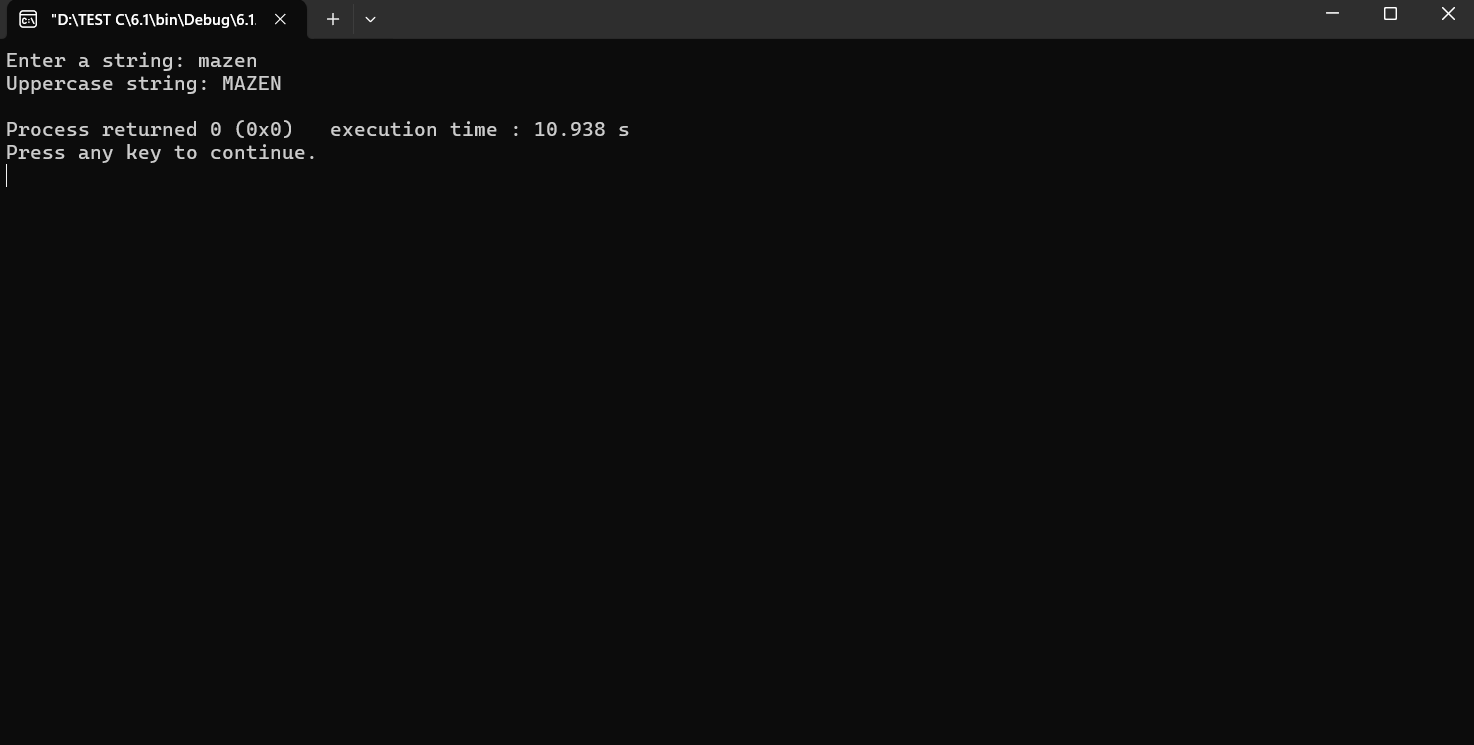 "D:\TEST C\6.1\bin\Debug\6.1.
Enter a string: mazen
Uppercase string: MAZEN
Process returned 0 (0x0)   execution time : 10.938 s
Press any key to continue.